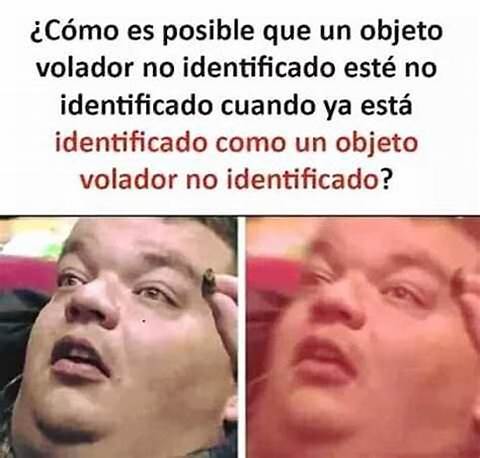 ¿Cómo es posible que un objeto
volador no identificado esté no
identificado cuando ya está
identificado como un objeto
volador no identificado?